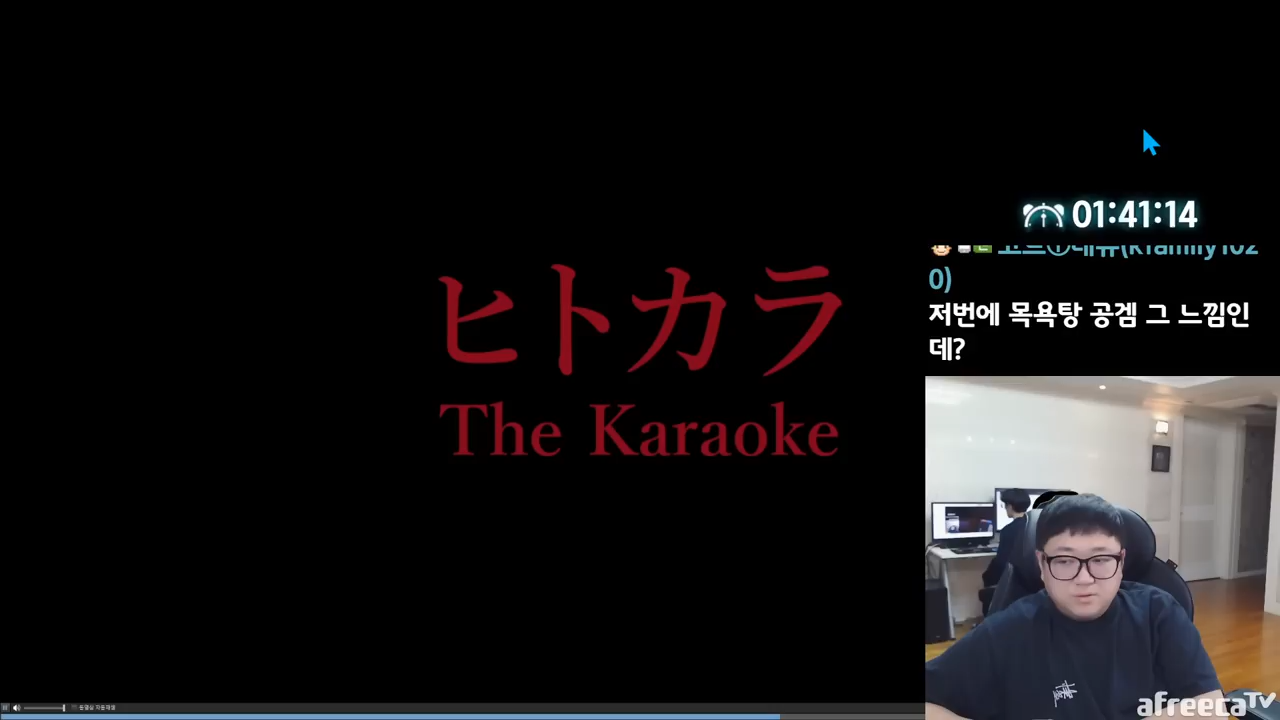 01:41:14
0)
저번에 목욕탕 공겜 그 느낌인
데?
ヒトカラ
The Karaoke
afreecaTV